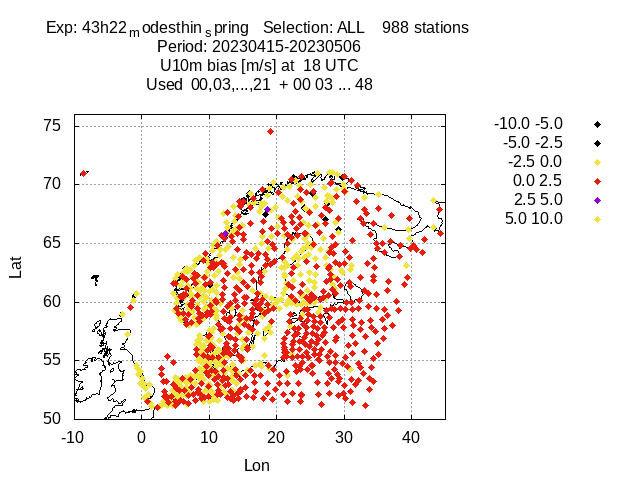 Exp: 43h22modesthinspring   Selection: ALL    988 stations
Period: 20230415-20230506
U10m bias [m/s] at  18 UTC
Used  00,03,...,21  + 00 03 ... 48
-10.0 -5.0
-5.0 -2.5
-2.5 0.0
0.0 2.5
2.5 5.0
5.0 10.0
75
70
65
60
55
50
Lat
-10 0 10 20 30 40
Lon